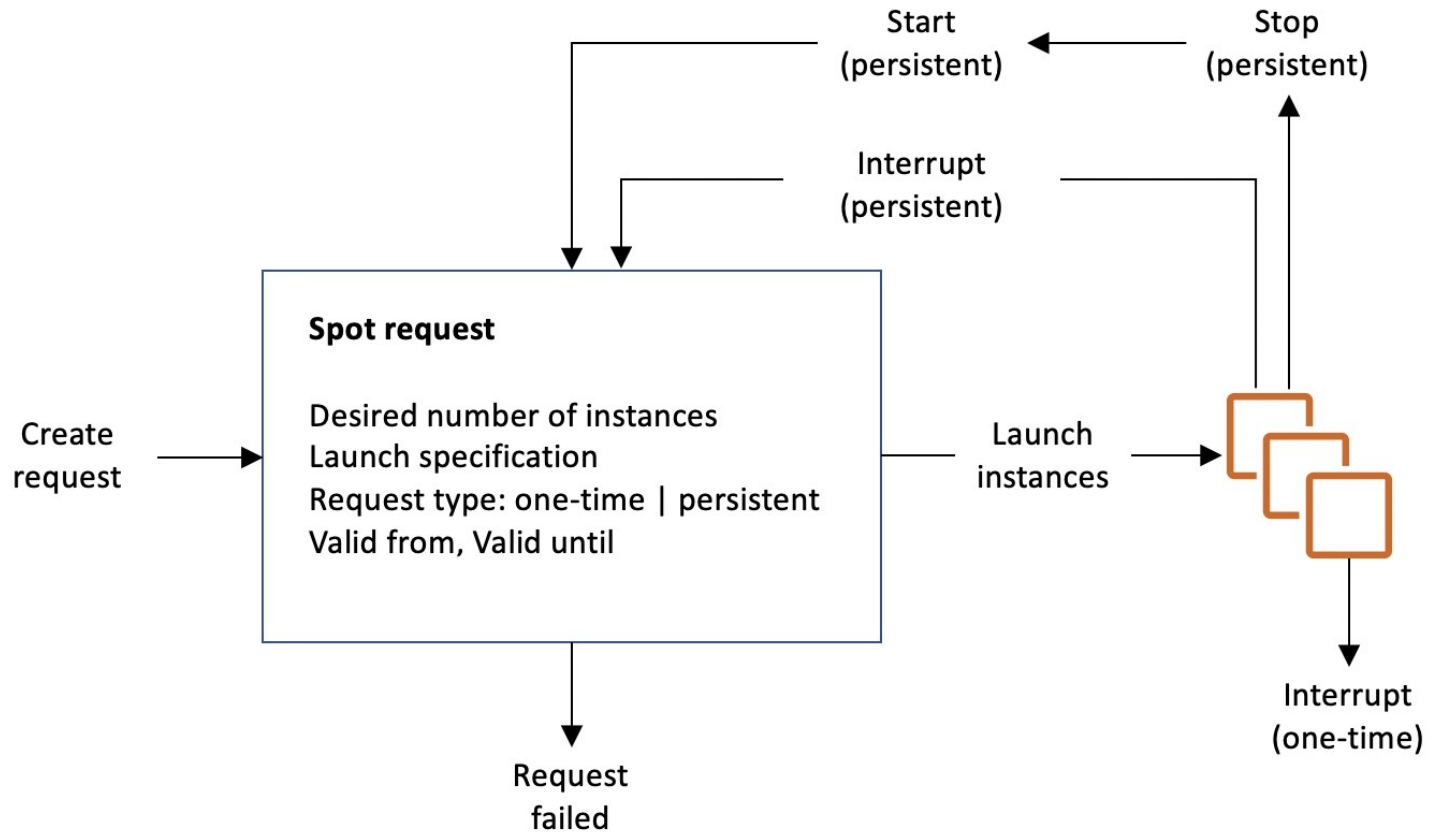 Start
(persistent)
Stop
(persistent)
Interrupt
(persistent)
Spot request
Desired number of instances
Launch specification
Request type: one-time | persistent
Valid from, Valid until
Create
request
Launch
instances
Interrupt
(one-time)
Request
failed